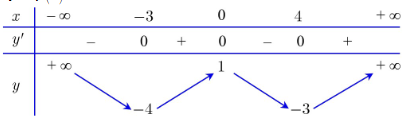 x −∞ −3 0 4 +∞
y′ − 0 + 0 − 0 +
+∞ 1 +∞
y
−4 −3